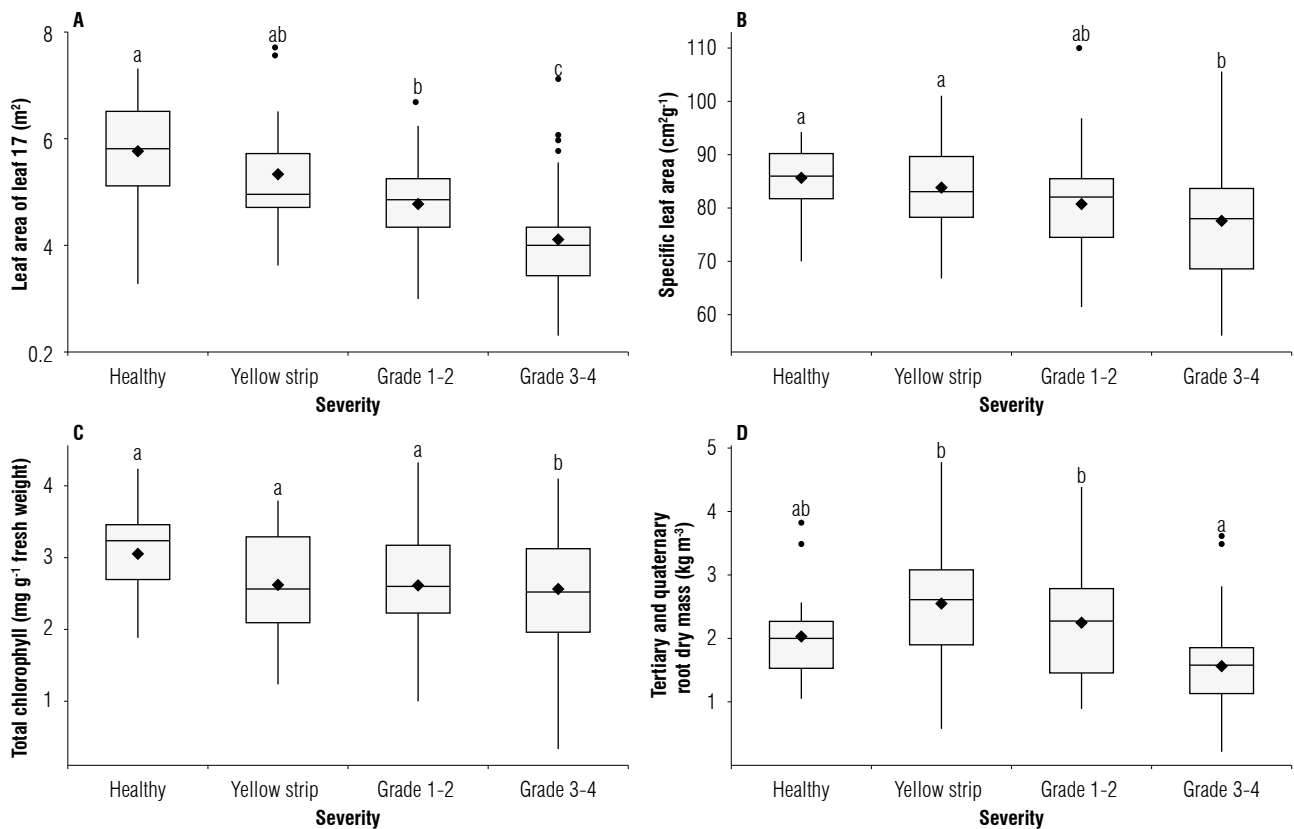 A
Leaf area of leaf 17 (m²)
8
6
4
0.2
a
ab
b
c
Healthy
Yellow strip
Grade 1-2
Grade 3-4
Severity
B
Specific leaf area (cm²g⁻¹)
110
100
90
80
70
60
a
a
ab
b
Healthy
Yellow strip
Grade 1-2
Grade 3-4
Severity
C
Total chlorophyll (mg g⁻¹ fresh weight)
4
3
2
1
a
a
a
b
Healthy
Yellow strip
Grade 1-2
Grade 3-4
Severity
D
Tertiary and quaternary
root dry mass (kg m⁻³)
5
4
3
2
1
ab
b
b
a
Healthy
Yellow strip
Grade 1-2
Grade 3-4
Severity